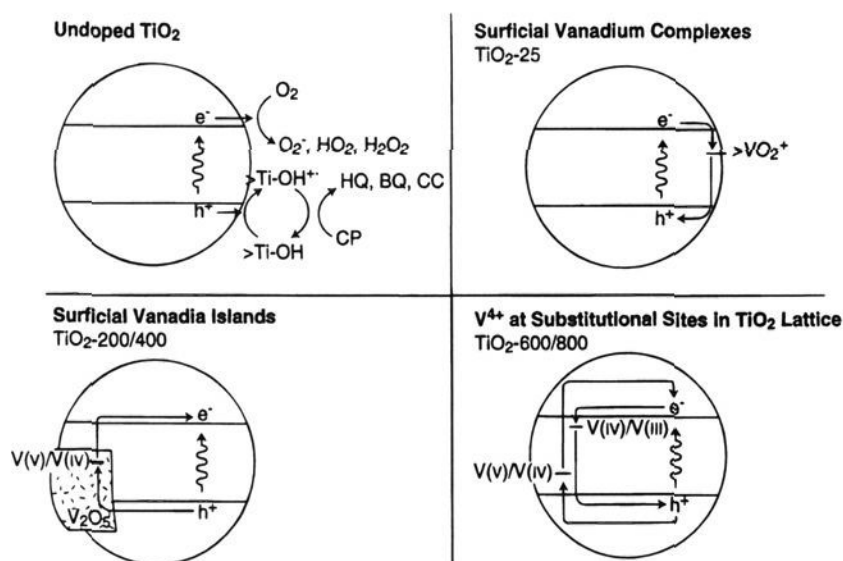 Undoped TiO₂
e⁻
O₂
O₂⁻, HO₂, H₂O₂
>Ti-OH⁺·
HQ, BQ, CC
h⁺
>Ti-OH
CP
Surficial Vanadium Complexes
TiO₂-25
e⁻
>VO₂⁺
h⁺
Surficial Vanadia Islands
TiO₂-200/400
e⁻
V(V)/V(IV)
V₂O₅
h⁺
V⁴⁺ at Substitutional Sites in TiO₂ Lattice
TiO₂-600/800
e⁻
V(IV)/V(III)
V(V)/V(IV)
h⁺